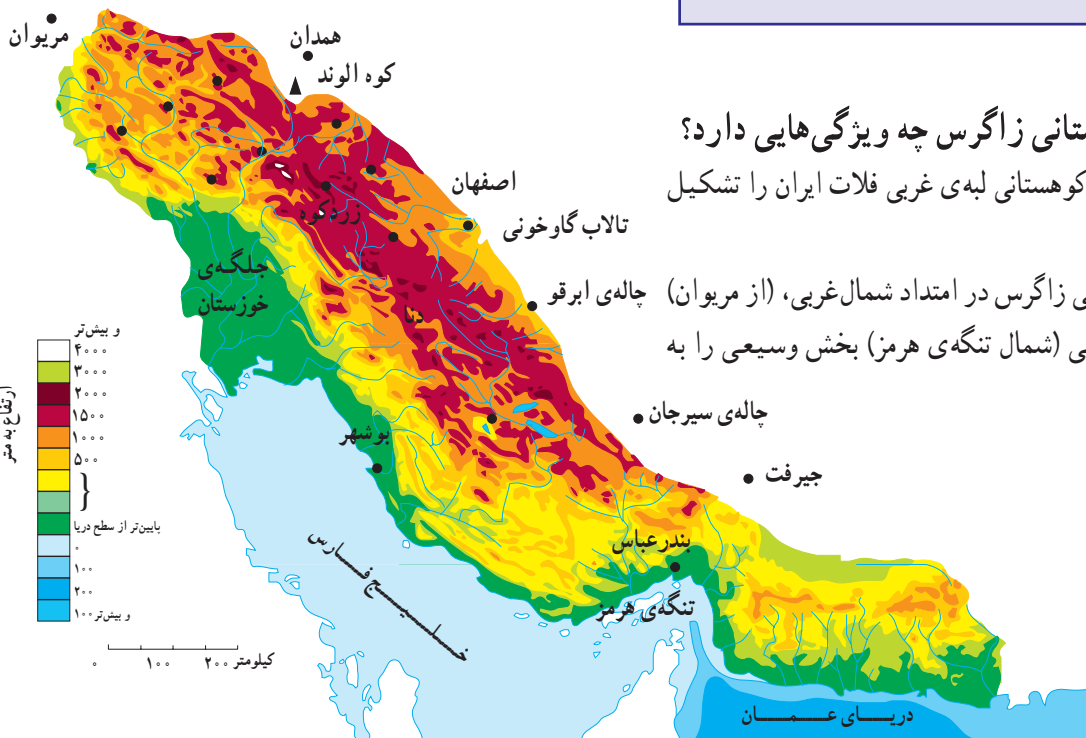 مریوان
همدان
کوه الوند
ستانی زاگرس چه ویژگی‌هایی دارد؟
کوهستانی لبه‌ی غربی فلات ایران را تشکیل
اصفهان
تالاب گاوخونی
زردکوه
جلگه‌ی
خوزستان
ی زاگرس در امتداد شمال‌غربی، (از مریوان)
چاله‌ی ابرقو
دنا
ی (شمال تنگه‌ی هرمز) بخش وسیعی را به
چاله‌ی سیرجان
بوشهر
جیرفت
بندرعباس
تنگه‌ی هرمز
خلیج فارس
دریای عمان
ارتفاع به متر
و بیش‌تر
۴۰۰۰
۳۰۰۰
۲۰۰۰
۱۵۰۰
۱۰۰۰
۵۰۰
پایین‌تر از سطح دریا
۰
۱۰۰
۲۰۰
و بیش‌تر ۱۰۰
۰ ۱۰۰ ۲۰۰ کیلومتر